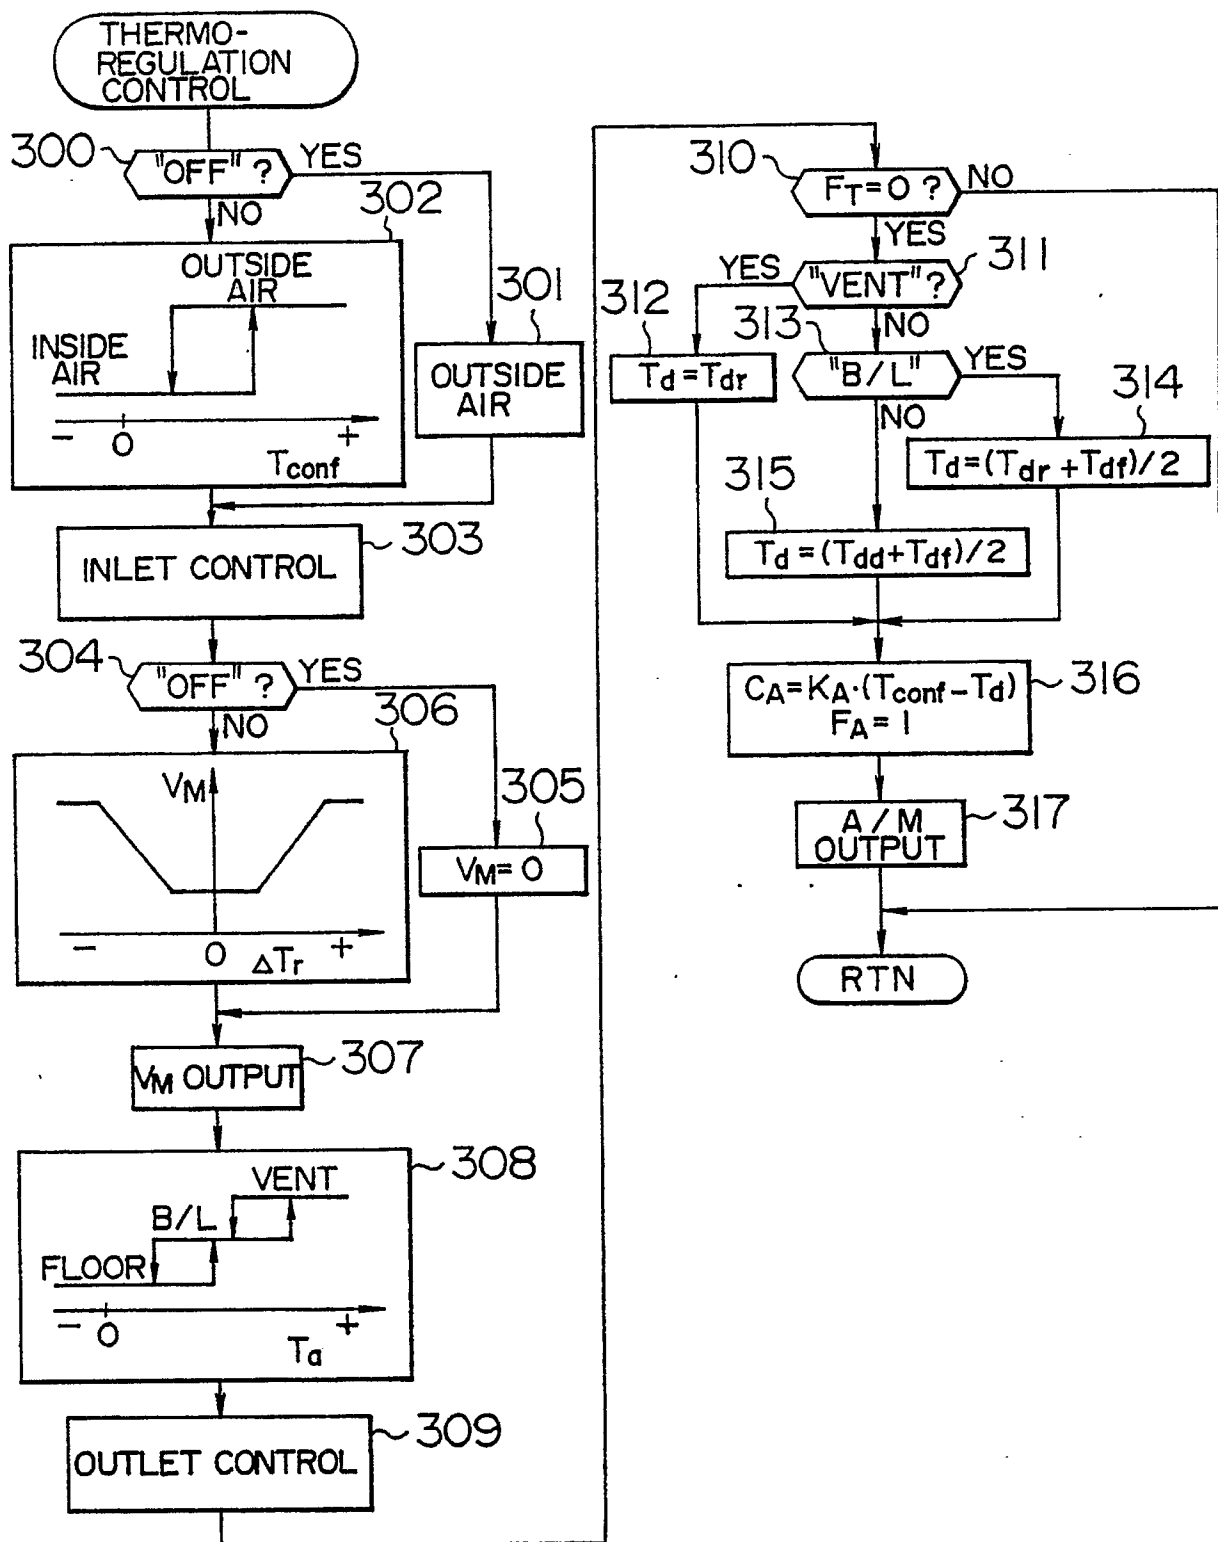 THERMO-
REGULATION
CONTROL
300
"OFF" ?
YES
NO
302
OUTSIDE
AIR
INSIDE
AIR
- 0 +
Tconf
301
OUTSIDE
AIR
303
INLET CONTROL
304
"OFF" ?
YES
NO
306
VM
- 0 +
ΔTr
305
VM = 0
307
VM OUTPUT
308
VENT
B/L
FLOOR
- 0 +
Ta
309
OUTLET CONTROL
310
FT = 0 ?
NO
YES
311
"VENT" ?
YES
NO
312
Td = Tdr
313
"B/L"
YES
NO
314
Td = (Tdr + Tdf)/2
315
Td = (Tdd + Tdf)/2
316
CA = KA·(Tconf - Td)
FA = 1
317
A/M
OUTPUT
RTN